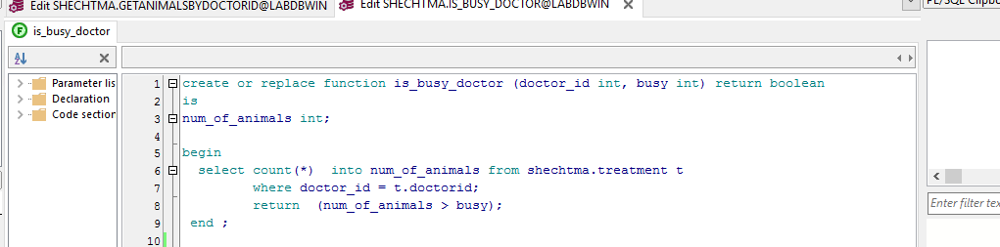 Edit SHECHTMA.GETANIMALSBYDOCTORID@LABDBWIN
Edit SHECHTMA.IS_BUSY_DOCTOR@LABDBWIN
PL/SQL Clipbo
is_busy_doctor
Parameter lis
Declaration
Code section
1 create or replace function is_busy_doctor (doctor_id int, busy int) return boolean
2 is
3 num_of_animals int;
4
5 begin
6 select count(*)  into num_of_animals from shechtma.treatment t
7 where doctor_id = t.doctorid;
8 return  (num_of_animals > busy);
9 end ;
10
Enter filter tex